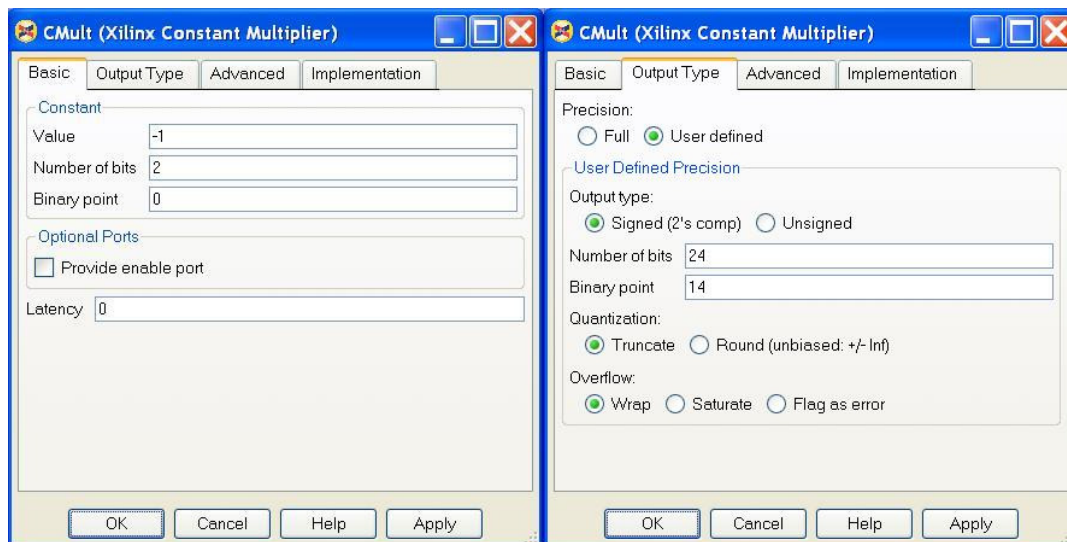 CMult (Xilinx Constant Multiplier)
Basic Output Type Advanced Implementation
Constant
Value -1
Number of bits 2
Binary point 0
Optional Ports
Provide enable port
Latency 0
OK Cancel Help Apply
CMult (Xilinx Constant Multiplier)
Basic Output Type Advanced Implementation
Precision:
Full User defined
User Defined Precision
Output type:
Signed (2's comp) Unsigned
Number of bits 24
Binary point 14
Quantization:
Truncate Round (unbiased: +/- Inf)
Overflow:
Wrap Saturate Flag as error
OK Cancel Help Apply